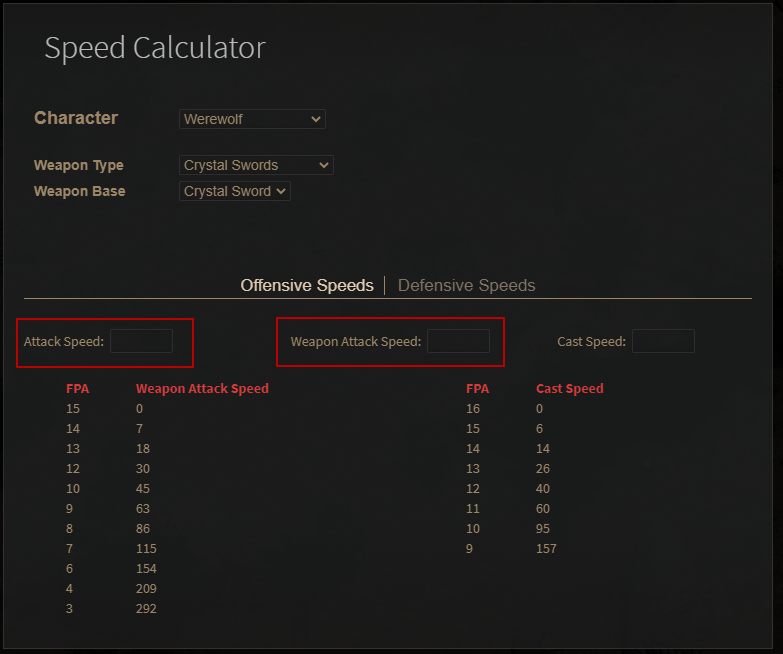 Speed Calculator
Character Werewolf
Weapon Type Crystal Swords
Weapon Base Crystal Sword
Offensive Speeds Defensive Speeds
Attack Speed: Weapon Attack Speed: Cast Speed:
FPA Weapon Attack Speed FPA Cast Speed
15 0 16 0
14 7 15 6
13 18 14 14
12 30 13 26
10 45 12 40
9 63 11 60
8 86 10 95
7 115 9 157
6 154
4 209
3 292